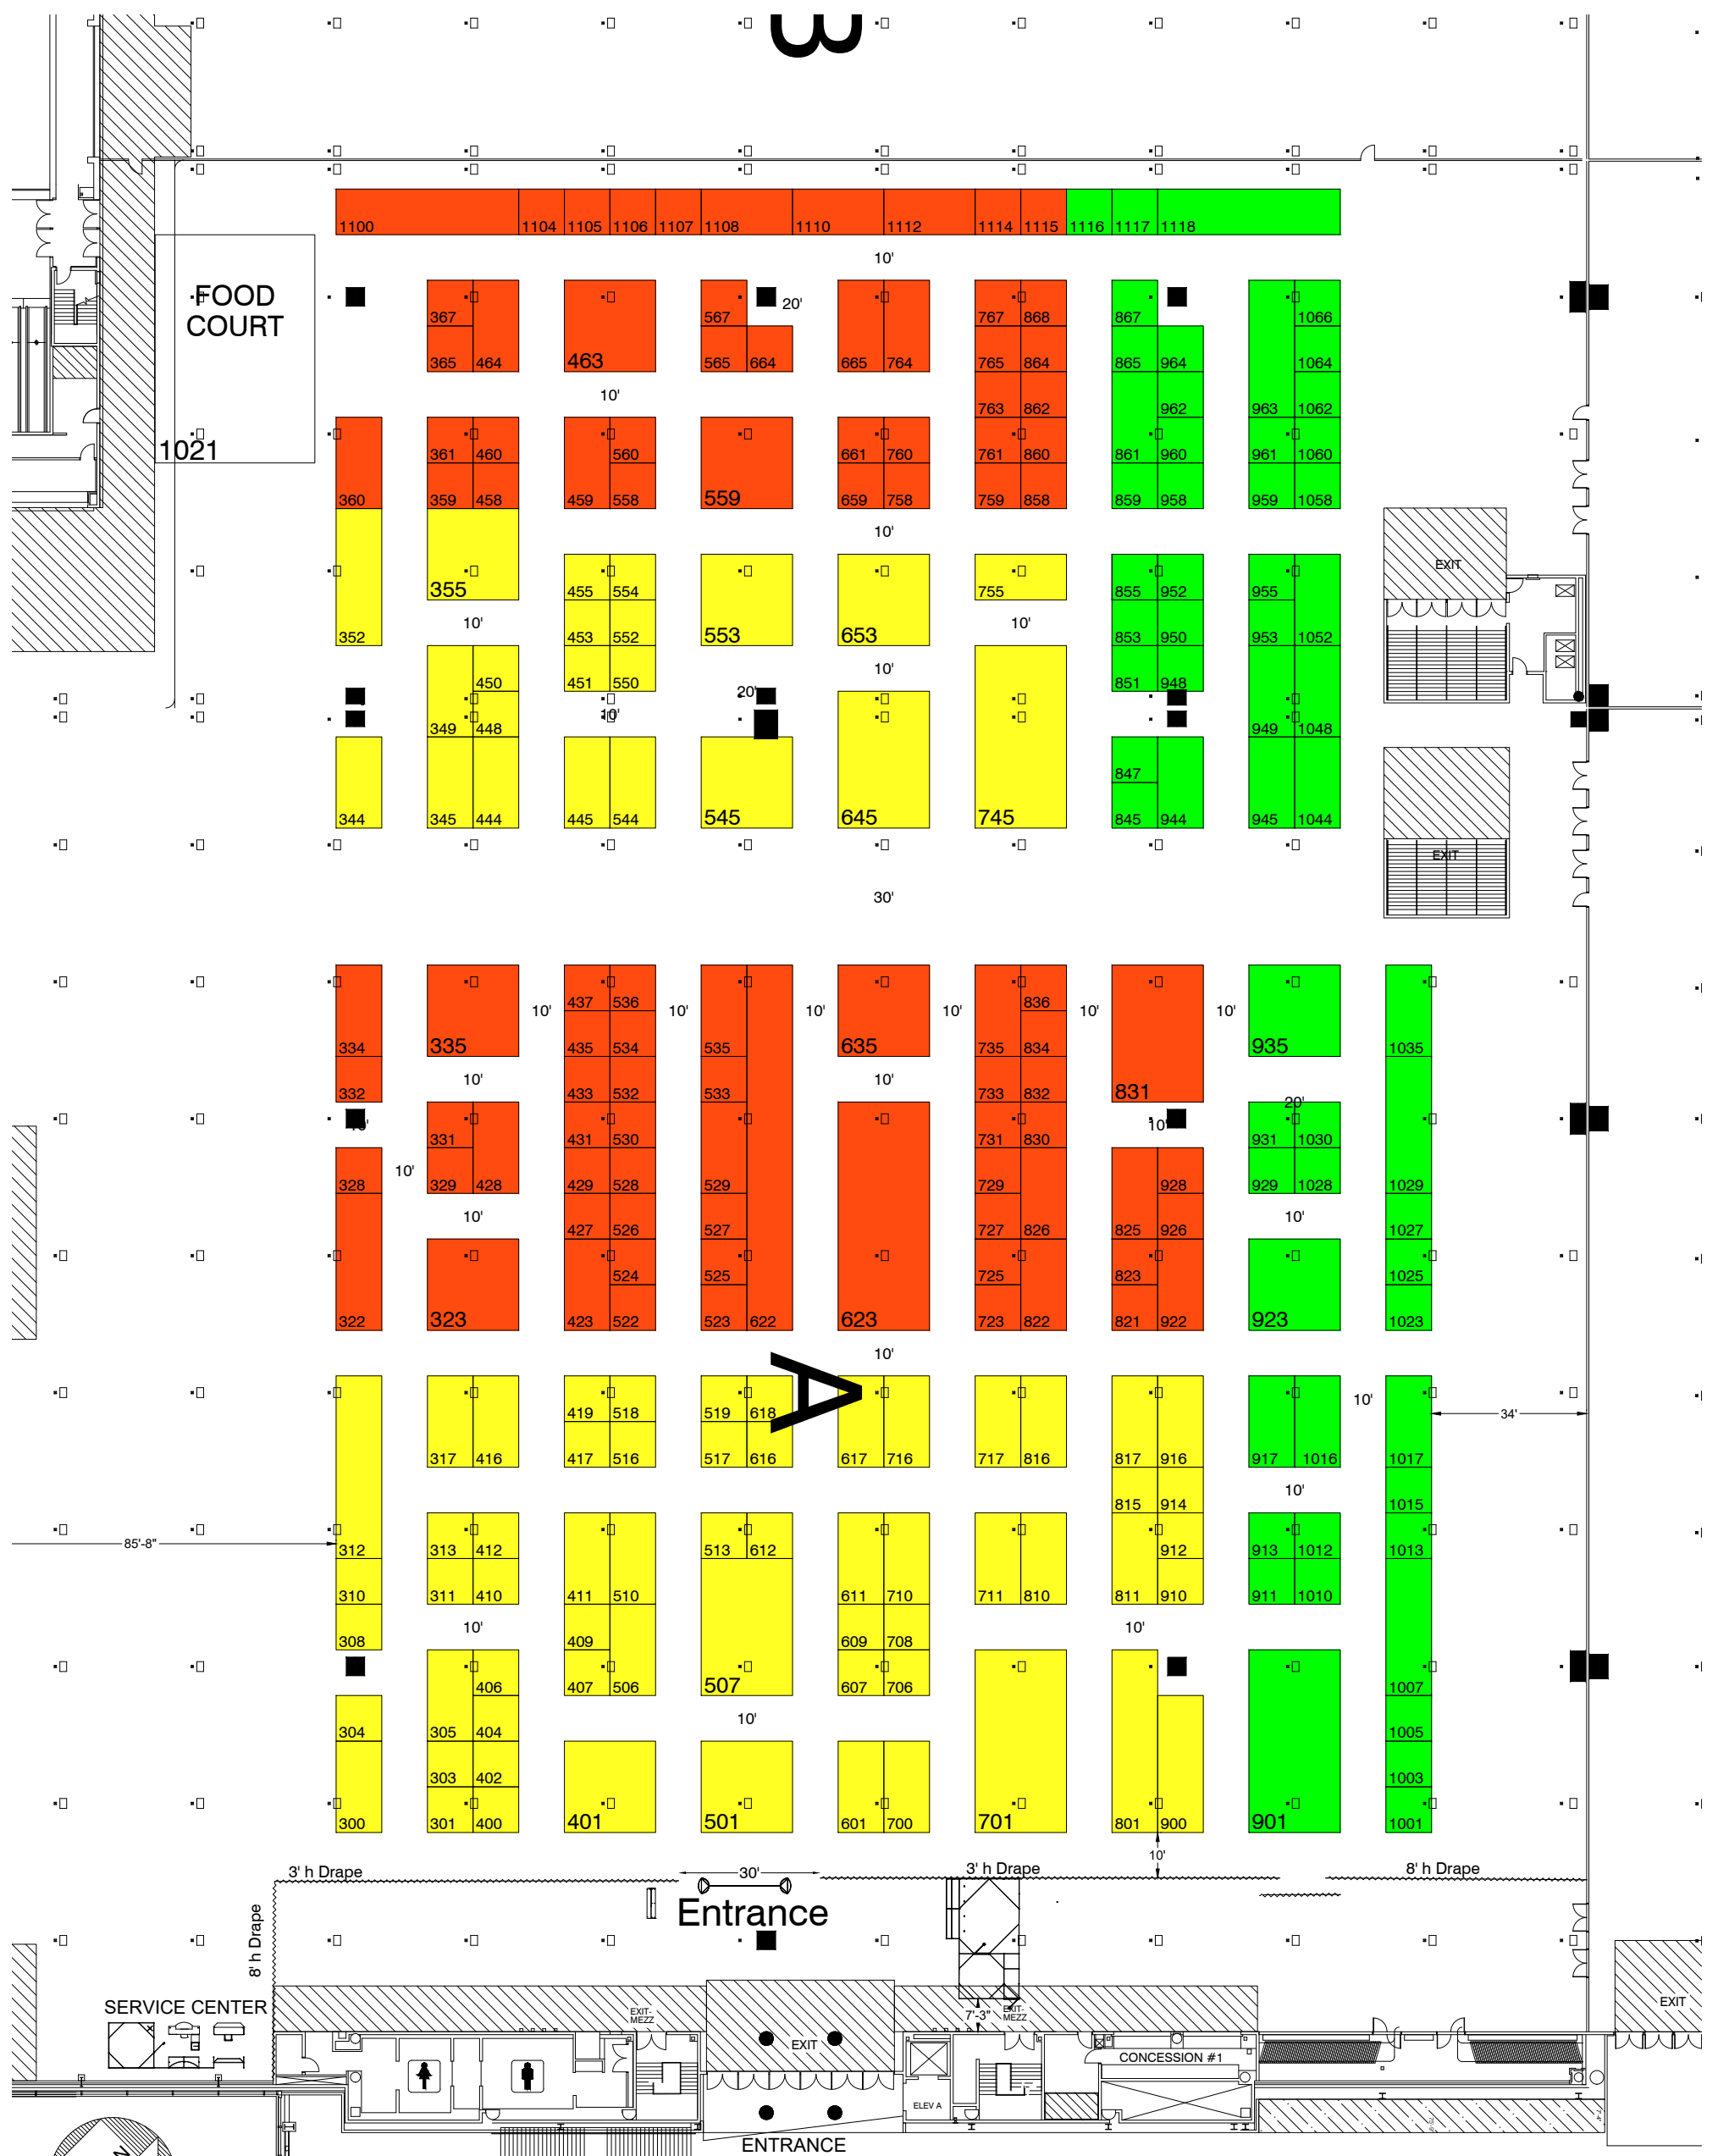 B
1100 1104 1105 1106 1107 1108 1110 1112 1114 1115 1116 1117 1118
10'
FOOD
COURT
1021
20'
367 567 767 868 867 1066
365 464 463 565 664 665 764 765 864 865 964 1064
10'
763 862 962 963 1062
361 460 560 661 760 761 860 861 960 961 1060
360 359 458 459 558 559 659 758 759 858 859 958 959 1058
10'
EXIT
355 455 554 755 855 952 955
10' 10'
352 453 552 553 653 853 950 953 1052
10'
450 451 550 851 948
20'
10'
349 448 949 1048
847
344 345 444 445 544 545 645 745 845 944 945 1044
EXIT
30'
437 536 836
10' 10' 10' 10' 10' 10'
334 335 435 534 535 635 735 834 935 1035
10' 10'
332 433 532 533 733 832 831
20'
10'
331 431 530 731 830 931 1030
10'
10'
328 329 428 429 528 529 729 928 929 1028 1029
10' 10'
427 526 527 727 826 825 926 1027
524 525 725 823 1025
322 323 423 522 523 622 623 723 822 821 922 923 1023
10'
A
10'
34'
419 518 519 618
317 416 417 516 517 616 617 716 717 816 817 916 917 1016 1017
10'
815 914 1015
85'-8"
312 313 412 513 612 912 913 1012 1013
310 311 410 411 510 611 710 711 810 811 910 911 1010
10' 10'
308 409 609 708
406 407 506 507 607 706 1007
10'
304 305 404 1005
303 402 1003
300 301 400 401 501 601 700 701 801 900 901 1001
10'
3' h Drape 30' 3' h Drape 8' h Drape
Entrance
8' h Drape
SERVICE CENTER
EXIT-
MEZZ
7'-3"
EXIT-
MEZZ
EXIT
EXIT
CONCESSION #1
ELEV A
ENTRANCE